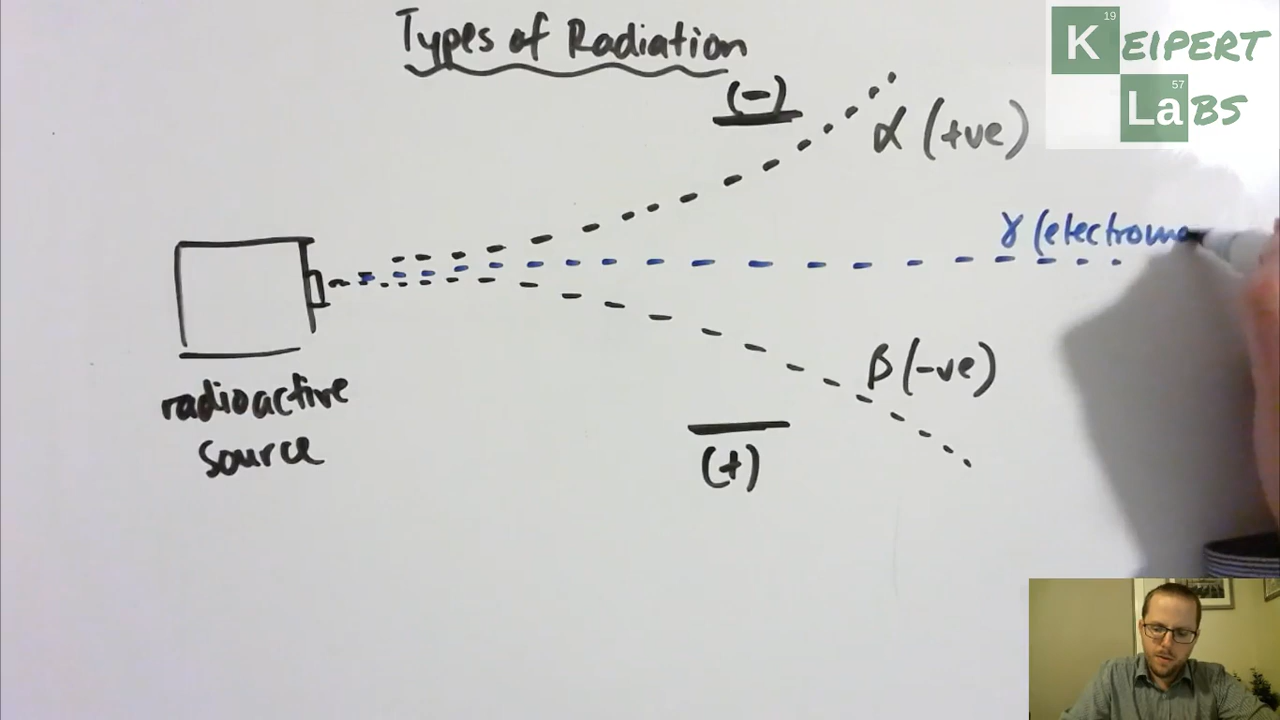 Types of Radiation
K 19 EIPERT
La 57 BS
(-)
α (+ve)
γ (electroma
radioactive
source
β (-ve)
(+)